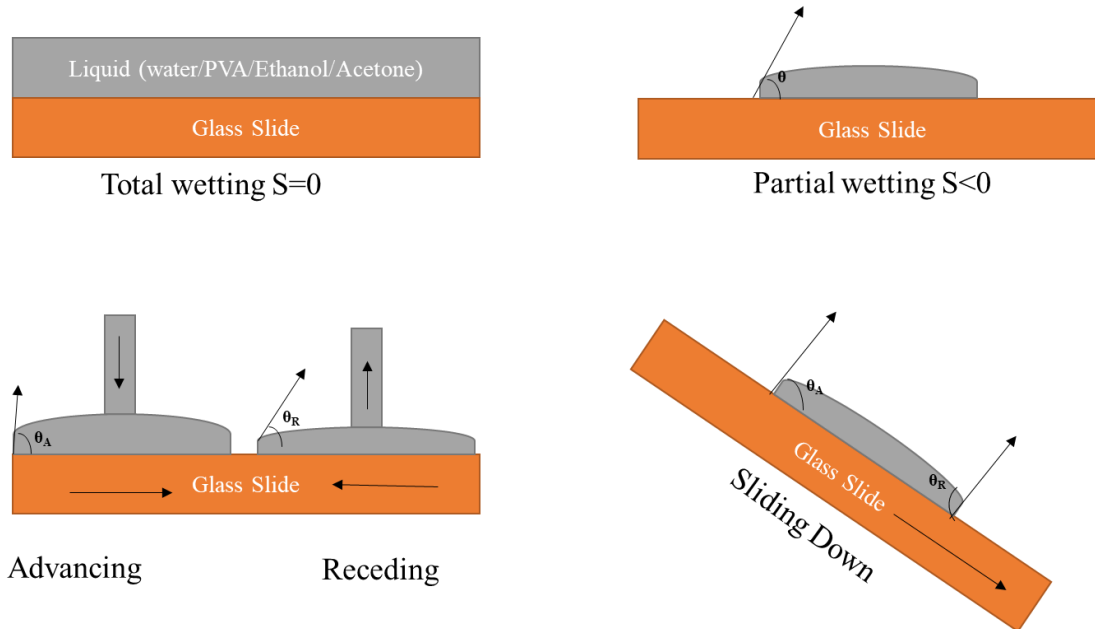 Liquid (water/PVA/Ethanol/Acetone)
Glass Slide
Total wetting S=0
θ
Glass Slide
Partial wetting S<0
θA
θR
Glass Slide
Advancing
Receding
θA
θR
Glass Slide
Sliding Down